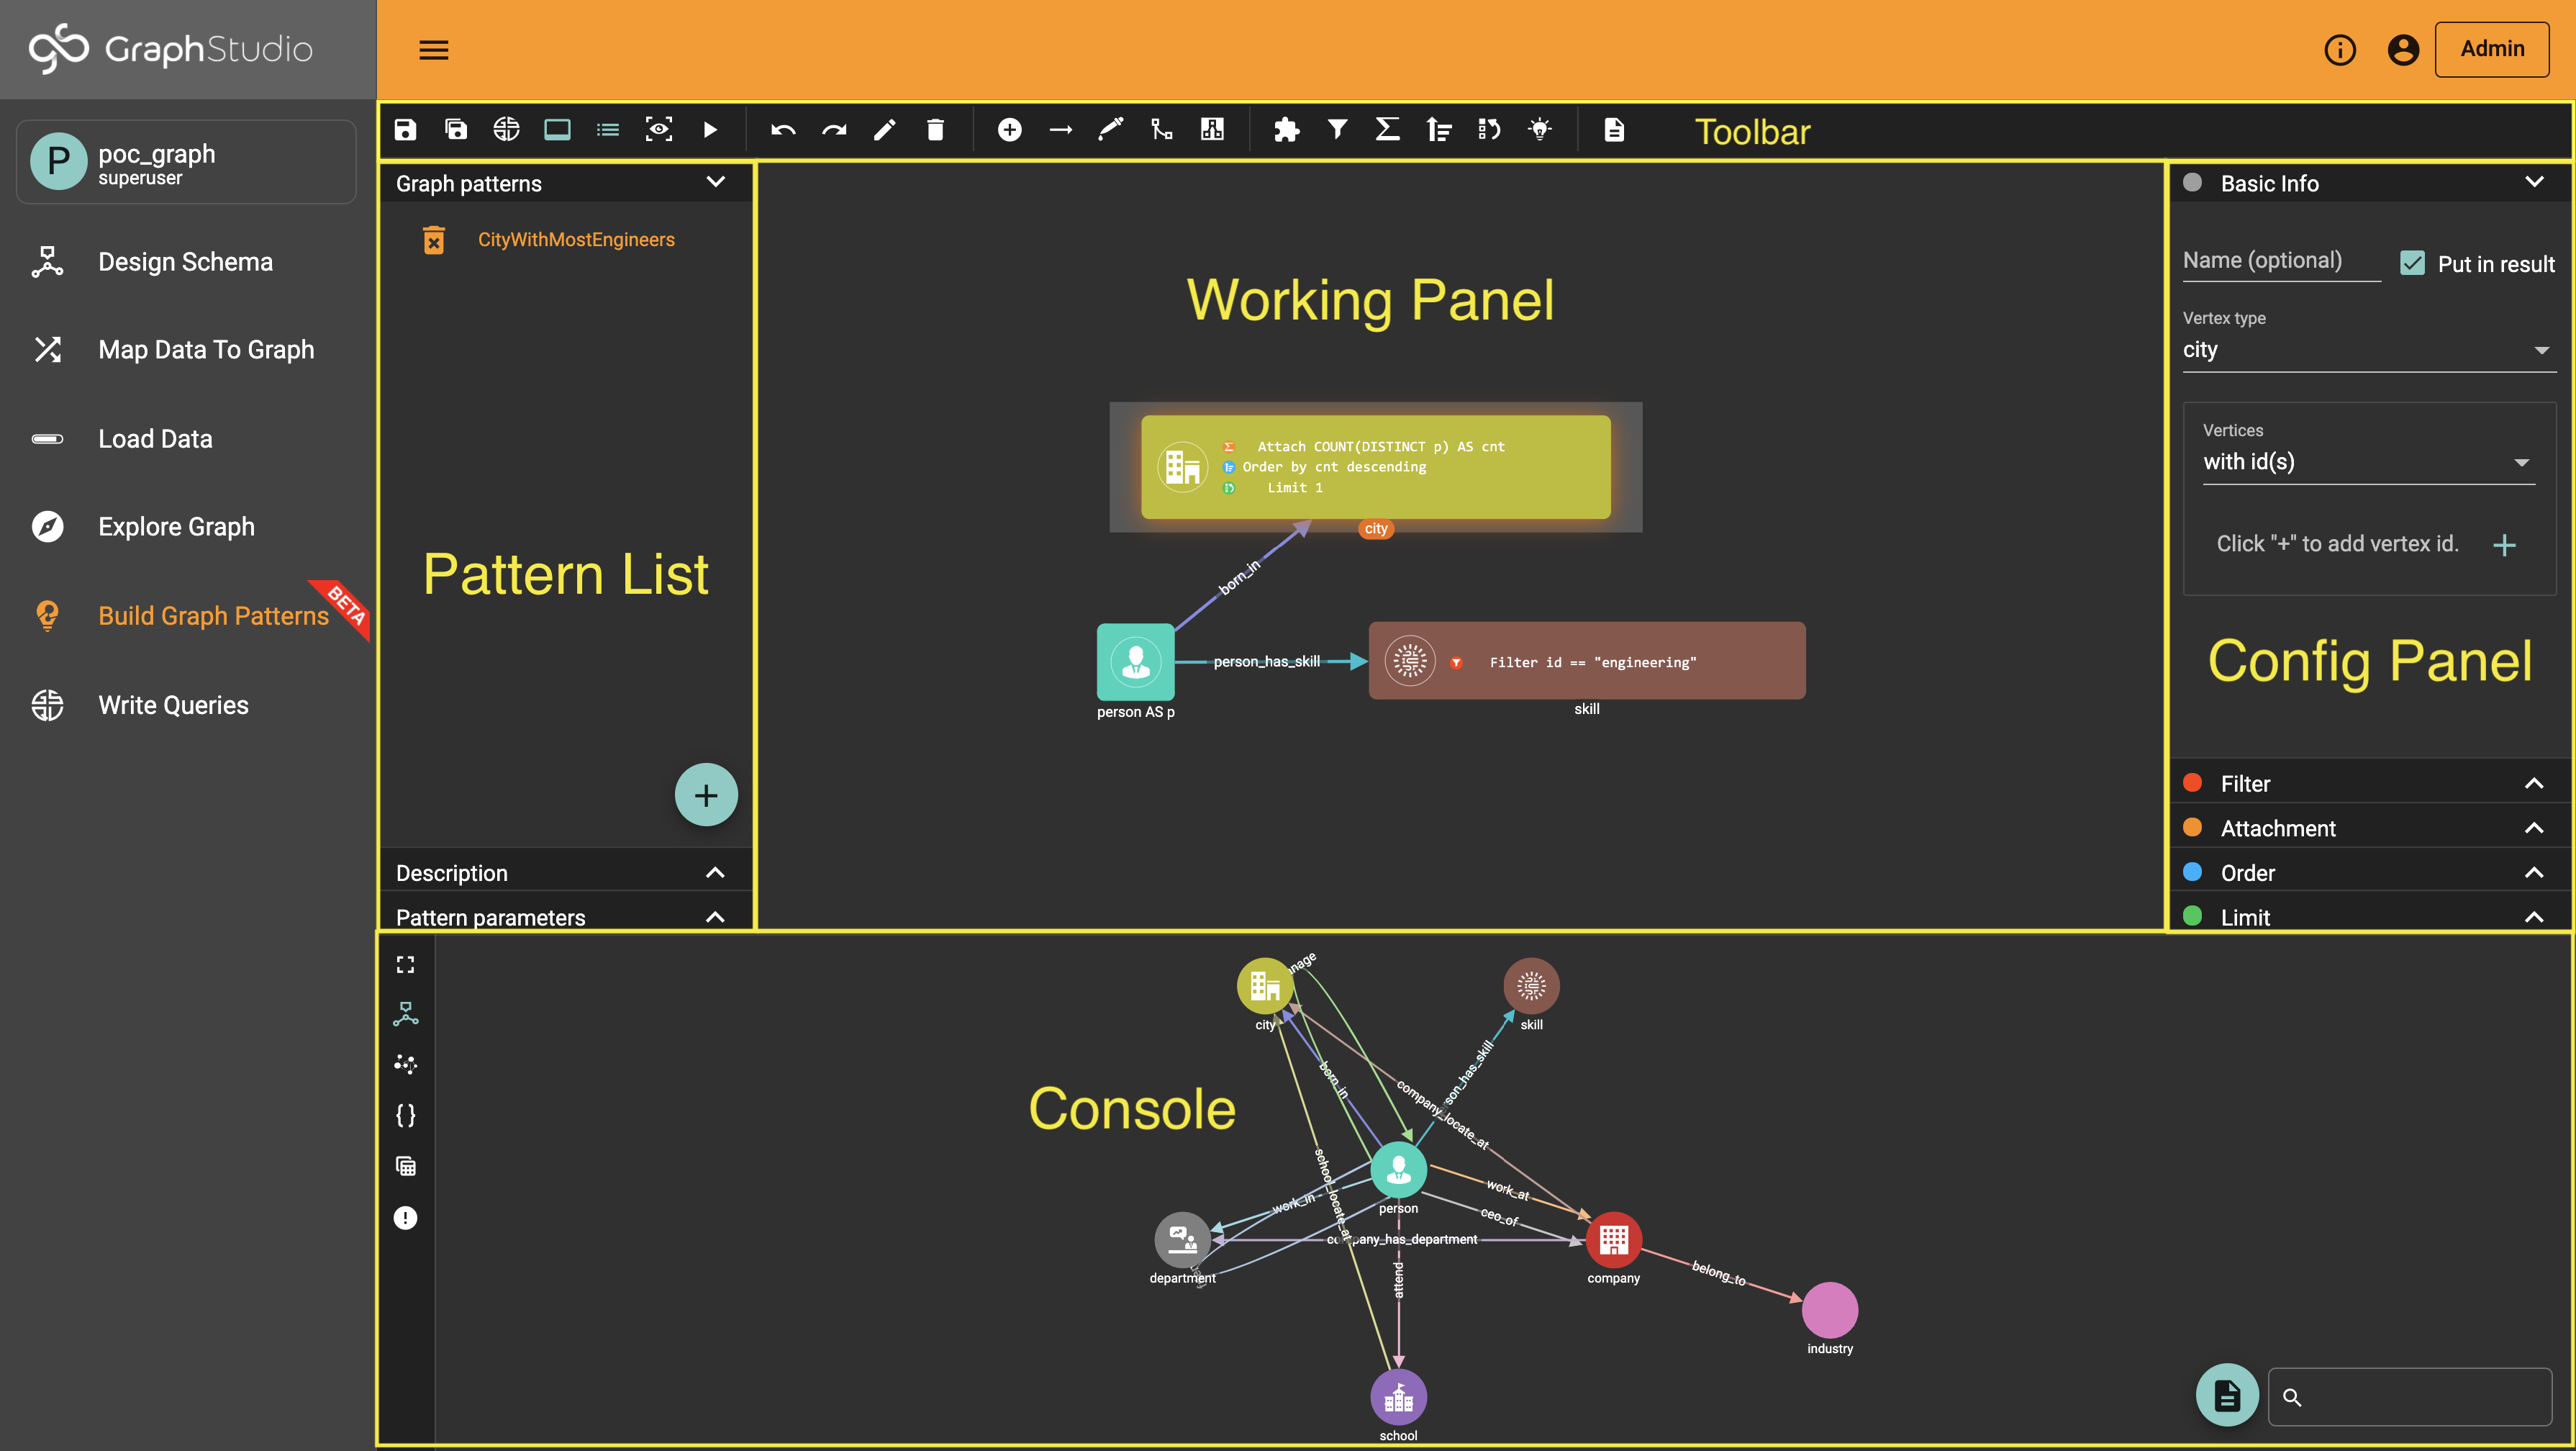 GraphStudio
Admin
P
poc_graph
superuser
Design Schema
Map Data To Graph
Load Data
Explore Graph
Build Graph Patterns
BETA
Write Queries
Toolbar
Graph patterns
CityWithMostEngineers
Pattern List
Description
Pattern parameters
Working Panel
Attach COUNT(DISTINCT p) AS cnt
Order by cnt descending
Limit 1
city
born_in
person_has_skill
person AS p
Filter id == "engineering"
skill
Basic Info
Name (optional)
Put in result
Vertex type
city
Vertices
with id(s)
Click "+" to add vertex id.
Config Panel
Filter
Attachment
Order
Limit
Console
city
skill
born_in
company_locate_at
person
work_at
ceo_of
work_in
school_locate_at
department
company
attend
belong_to
industry
school